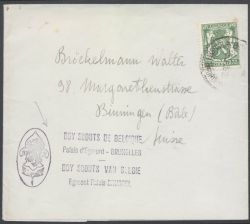 Bröckelmann Walter
98, Margarethenstrasse
Binningen (Bâle)
Suisse
BOY SCOUTS DE BELGIQUE
Palais d'Egmont - BRUXELLES
BOY SCOUTS VAN BELGIE
Egmont Paleis BRUSSEL